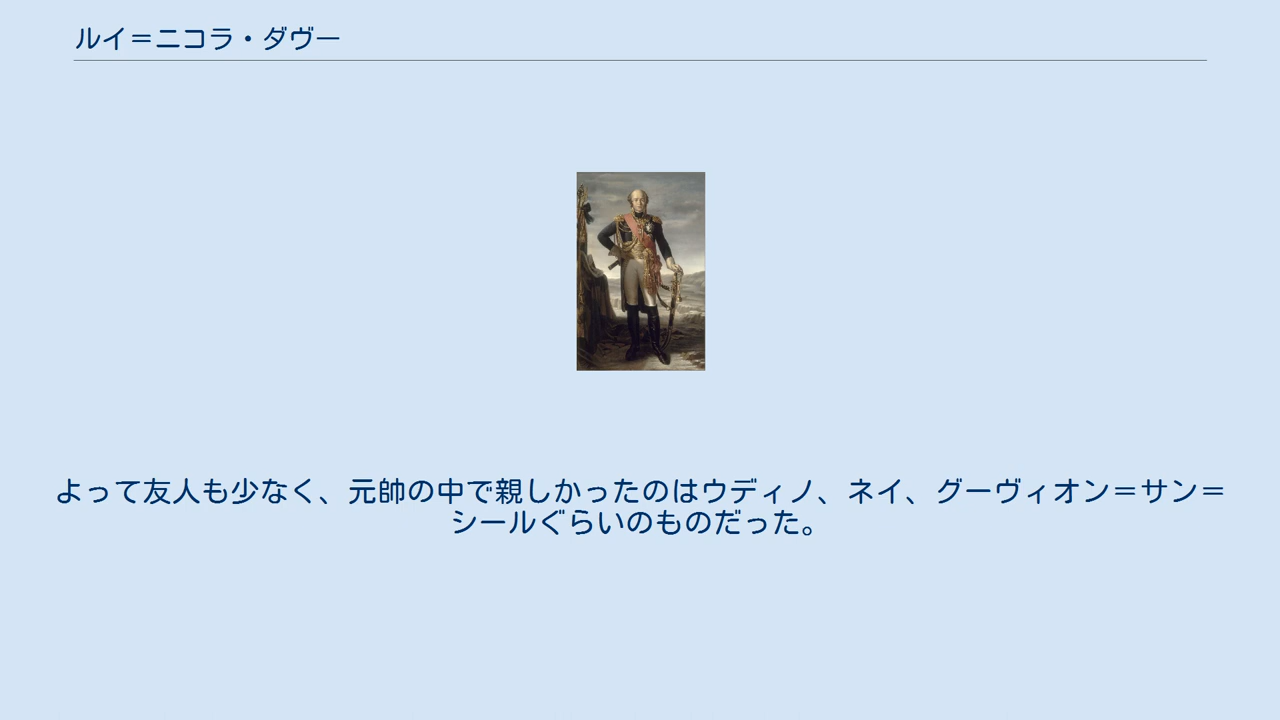 ルイ＝ニコラ・ダヴー
よって友人も少なく、元帥の中で親しかったのはウディノ、ネイ、グーヴィオン＝サン＝
シールぐらいのものだった。